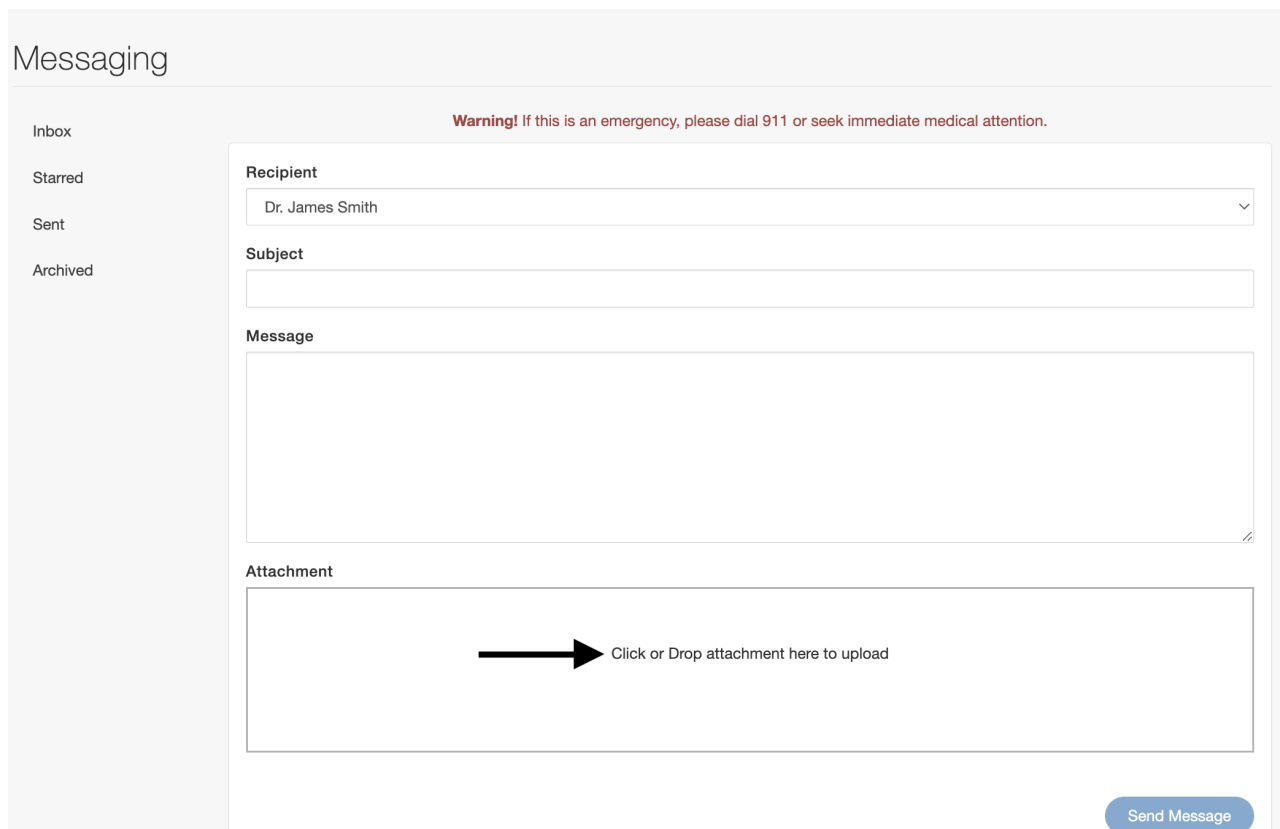 Messaging
Inbox
Starred
Sent
Archived
Warning! If this is an emergency, please dial 911 or seek immediate medical attention.
Recipient
Dr. James Smith
Subject
Message
Attachment
Click or Drop attachment here to upload
Send Message